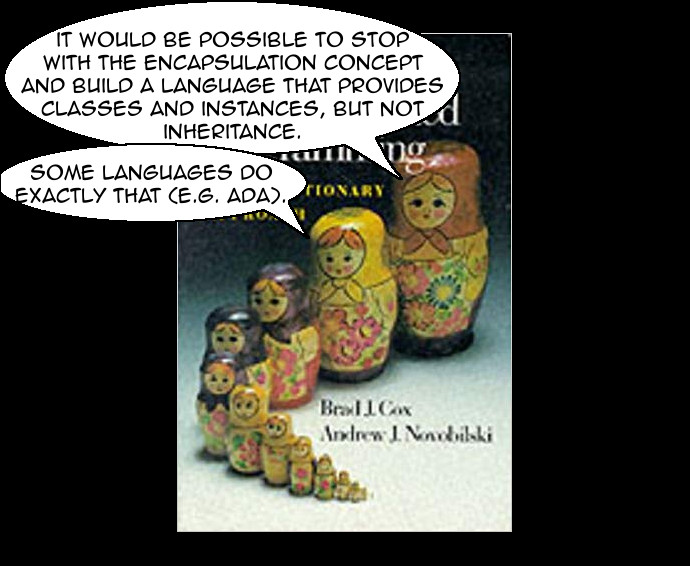 IT WOULD BE POSSIBLE TO STOP
WITH THE ENCAPSULATION CONCEPT
AND BUILD A LANGUAGE THAT PROVIDES
CLASSES AND INSTANCES, BUT NOT
INHERITANCE.
SOME LANGUAGES DO
EXACTLY THAT (E.G. ADA).
Brad J. Cox
Andrew J. Novobilski